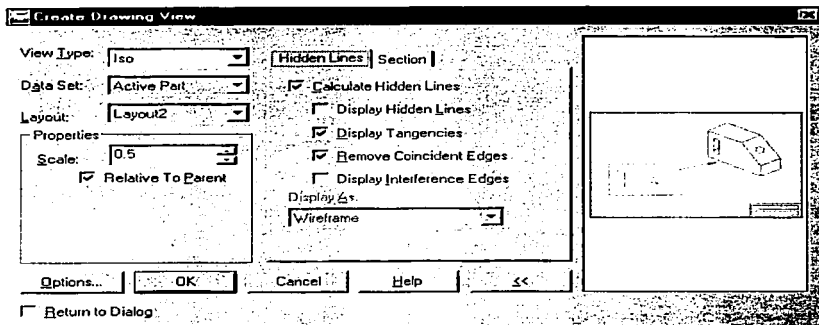 Create Drawing View
View Type: Iso
Data Set: Active Part
Layout: Layout2
Properties
Scale: 0.5
Relative To Parent
Hidden Lines Section
Calculate Hidden Lines
Display Hidden Lines
Display Tangencies
Remove Coincident Edges
Display Interference Edges
Display As:
Wireframe
Options... OK Cancel Help <<
Return to Dialog